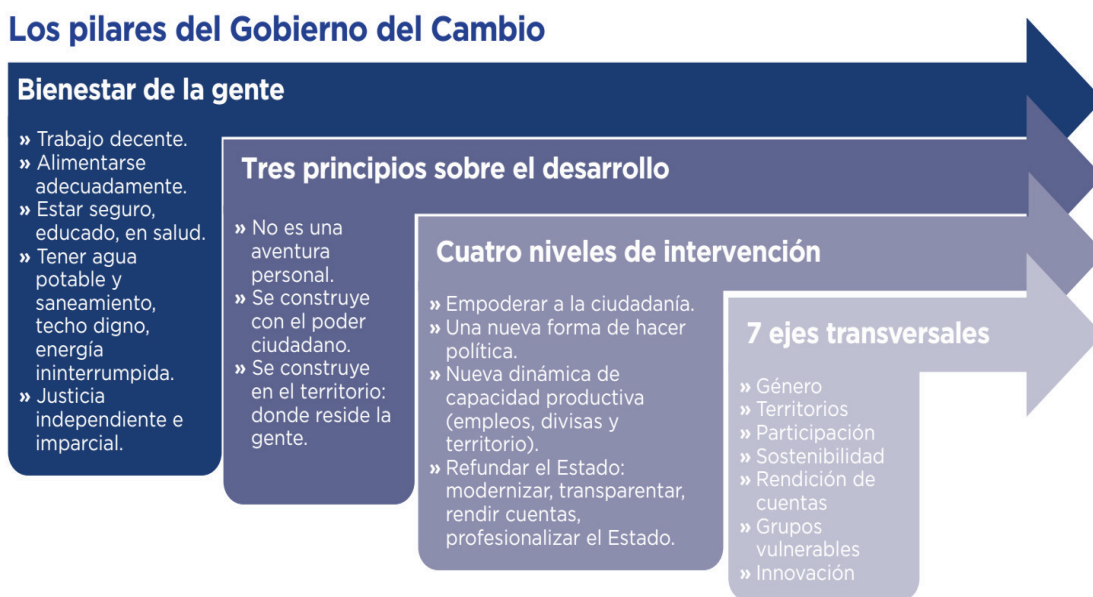 Los pilares del Gobierno del Cambio
Bienestar de la gente
» Trabajo decente.
» Alimentarse
adecuadamente.
» Estar seguro,
educado, en salud.
» Tener agua
potable y
saneamiento,
techo digno,
energía
ininterrumpida.
» Justicia
independiente e
imparcial.
Tres principios sobre el desarrollo
» No es una
aventura
personal.
» Se construye
con el poder
ciudadano.
» Se construye
en el territorio:
donde reside la
gente.
Cuatro niveles de intervención
» Empoderar a la ciudadanía.
» Una nueva forma de hacer
política.
» Nueva dinámica de
capacidad productiva
(empleos, divisas y
territorio).
» Refundar el Estado:
modernizar, transparentar,
rendir cuentas,
profesionalizar el Estado.
7 ejes transversales
» Género
» Territorios
» Participación
» Sostenibilidad
» Rendición de
cuentas
» Grupos
vulnerables
» Innovación